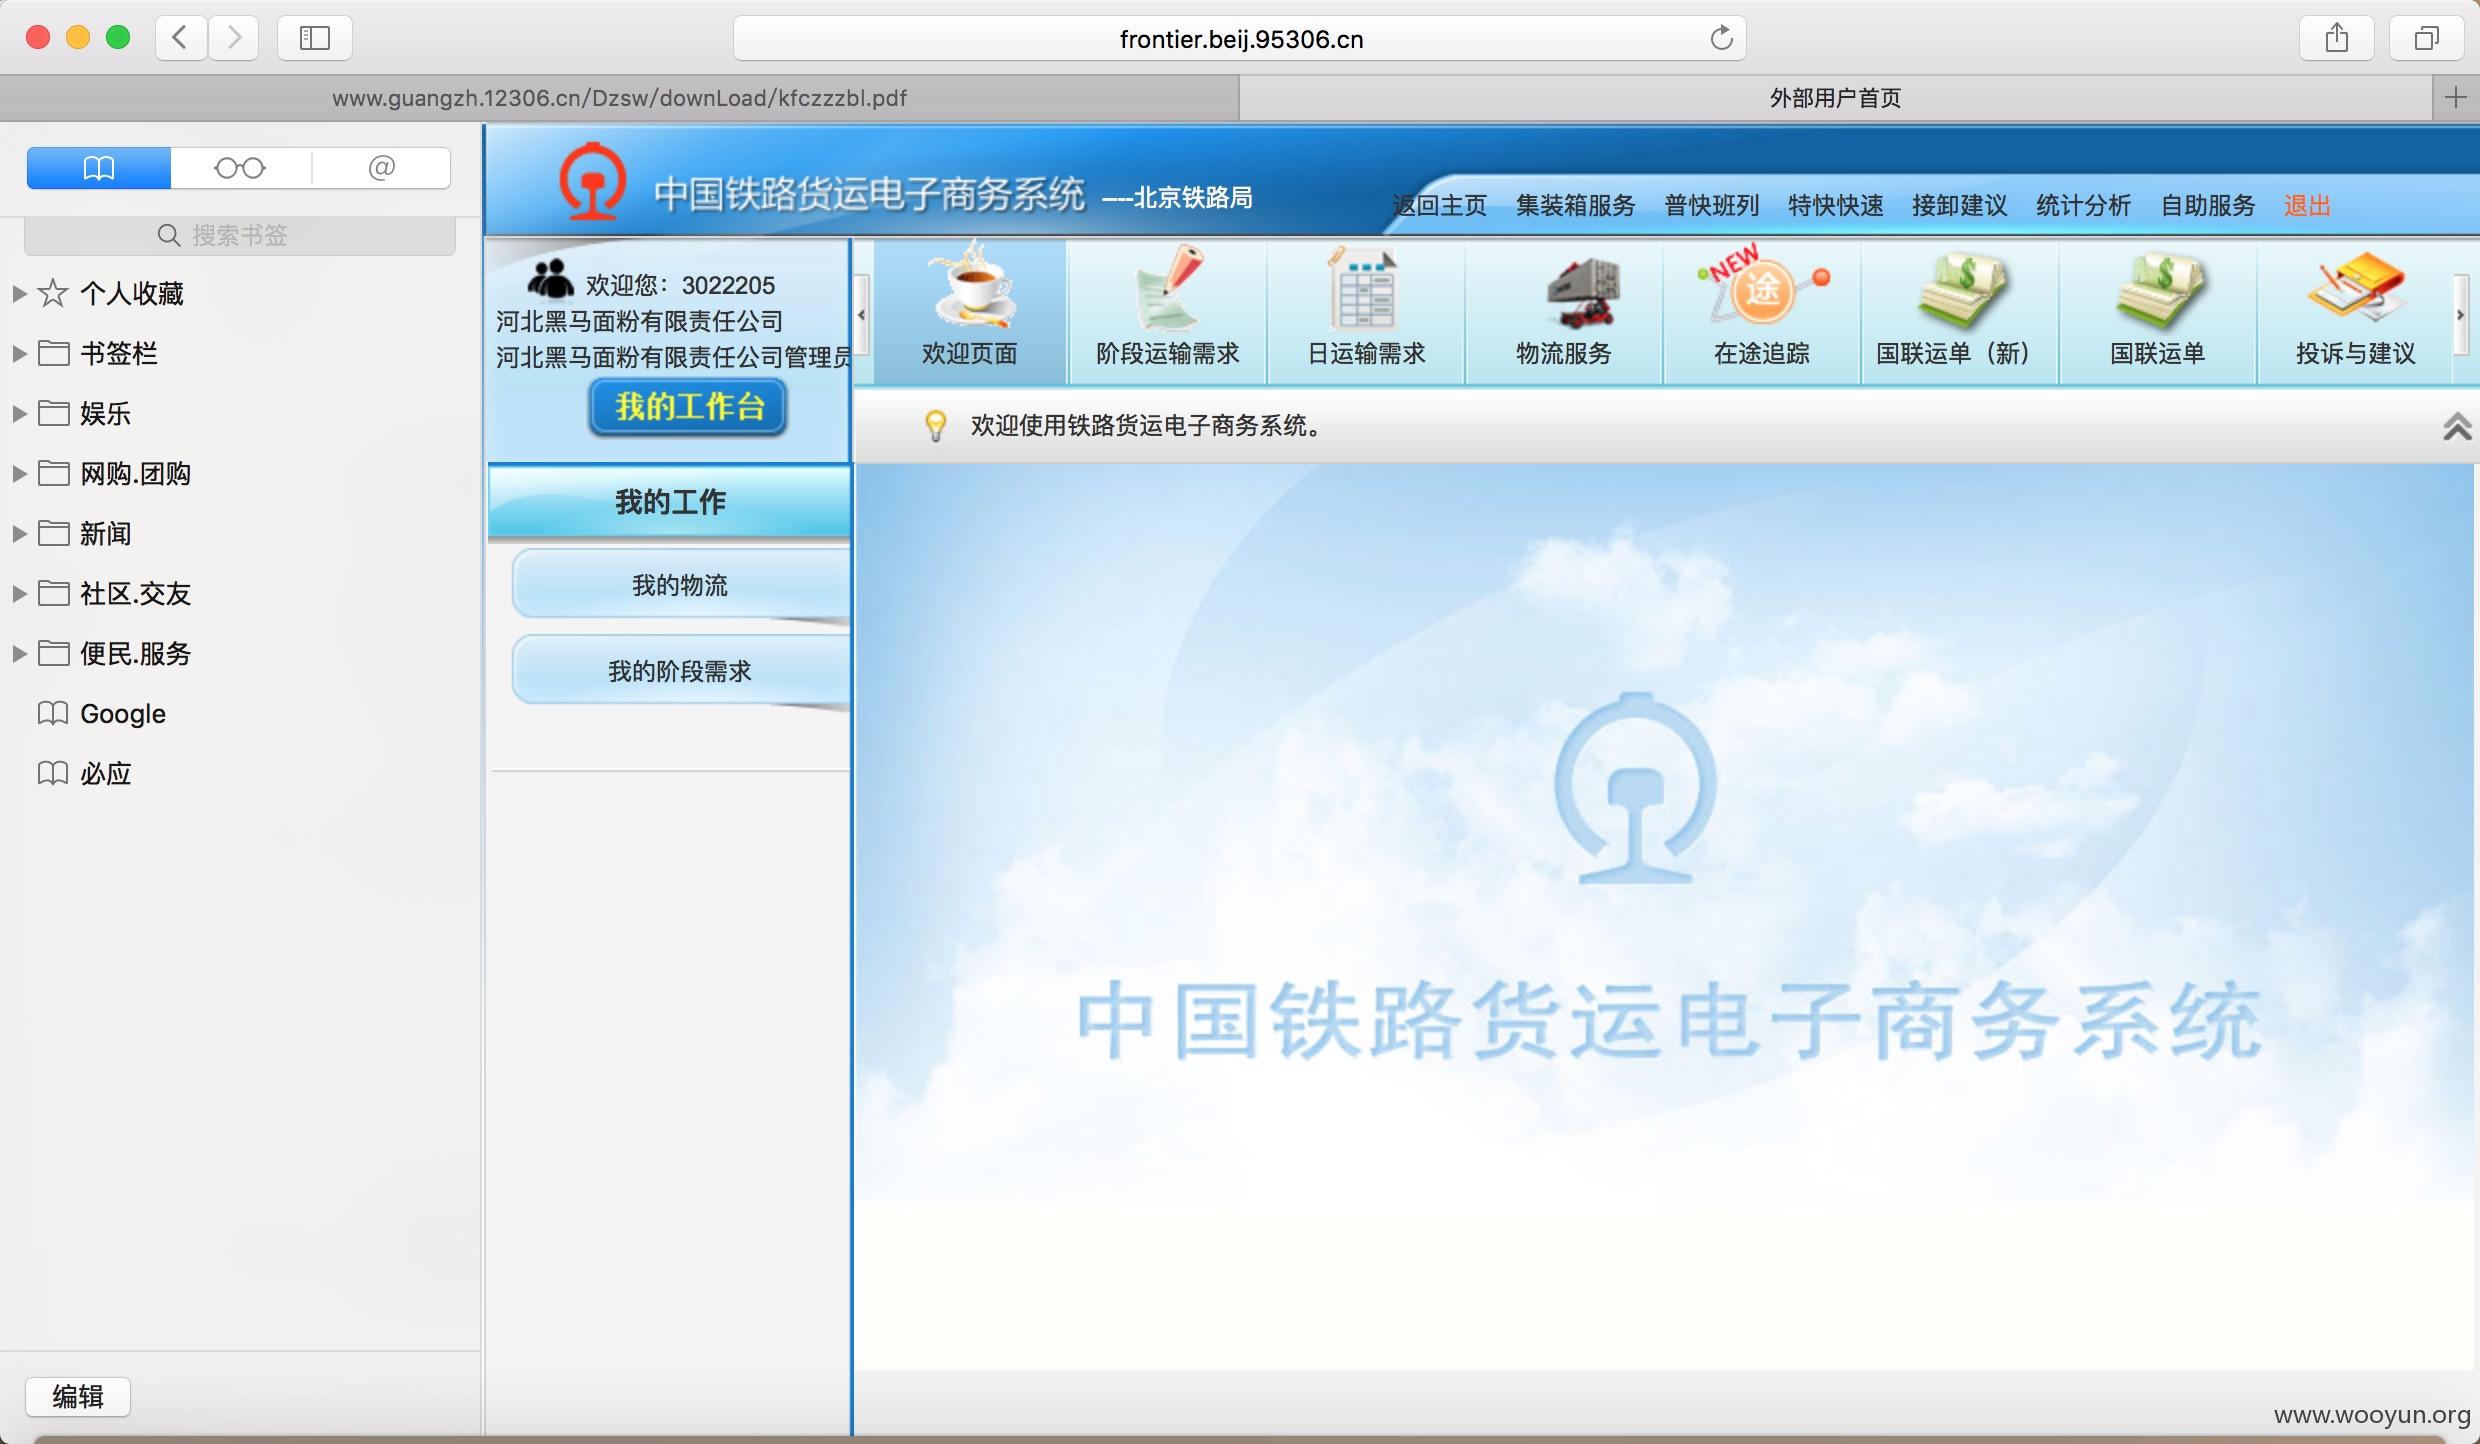 frontier.beij.95306.cn
www.guangzh.12306.cn/Dzsw/downLoad/kfczzzbl.pdf
外部用户首页
@
搜索书签
个人收藏
书签栏
娱乐
网购.团购
新闻
社区.交友
便民.服务
Google
必应
编辑
中国铁路货运电子商务系统 ----北京铁路局
返回主页 集装箱服务 普快班列 特快快速 接卸建议 统计分析 自助服务 退出
欢迎您：3022205
河北黑马面粉有限责任公司
河北黑马面粉有限责任公司管理员
我的工作台
欢迎页面 阶段运输需求 日运输需求 物流服务 NEW 途 在途追踪 国联运单（新） 国联运单 投诉与建议
欢迎使用铁路货运电子商务系统。
我的工作
我的物流
我的阶段需求
中国铁路货运电子商务系统
www.wooyun.org